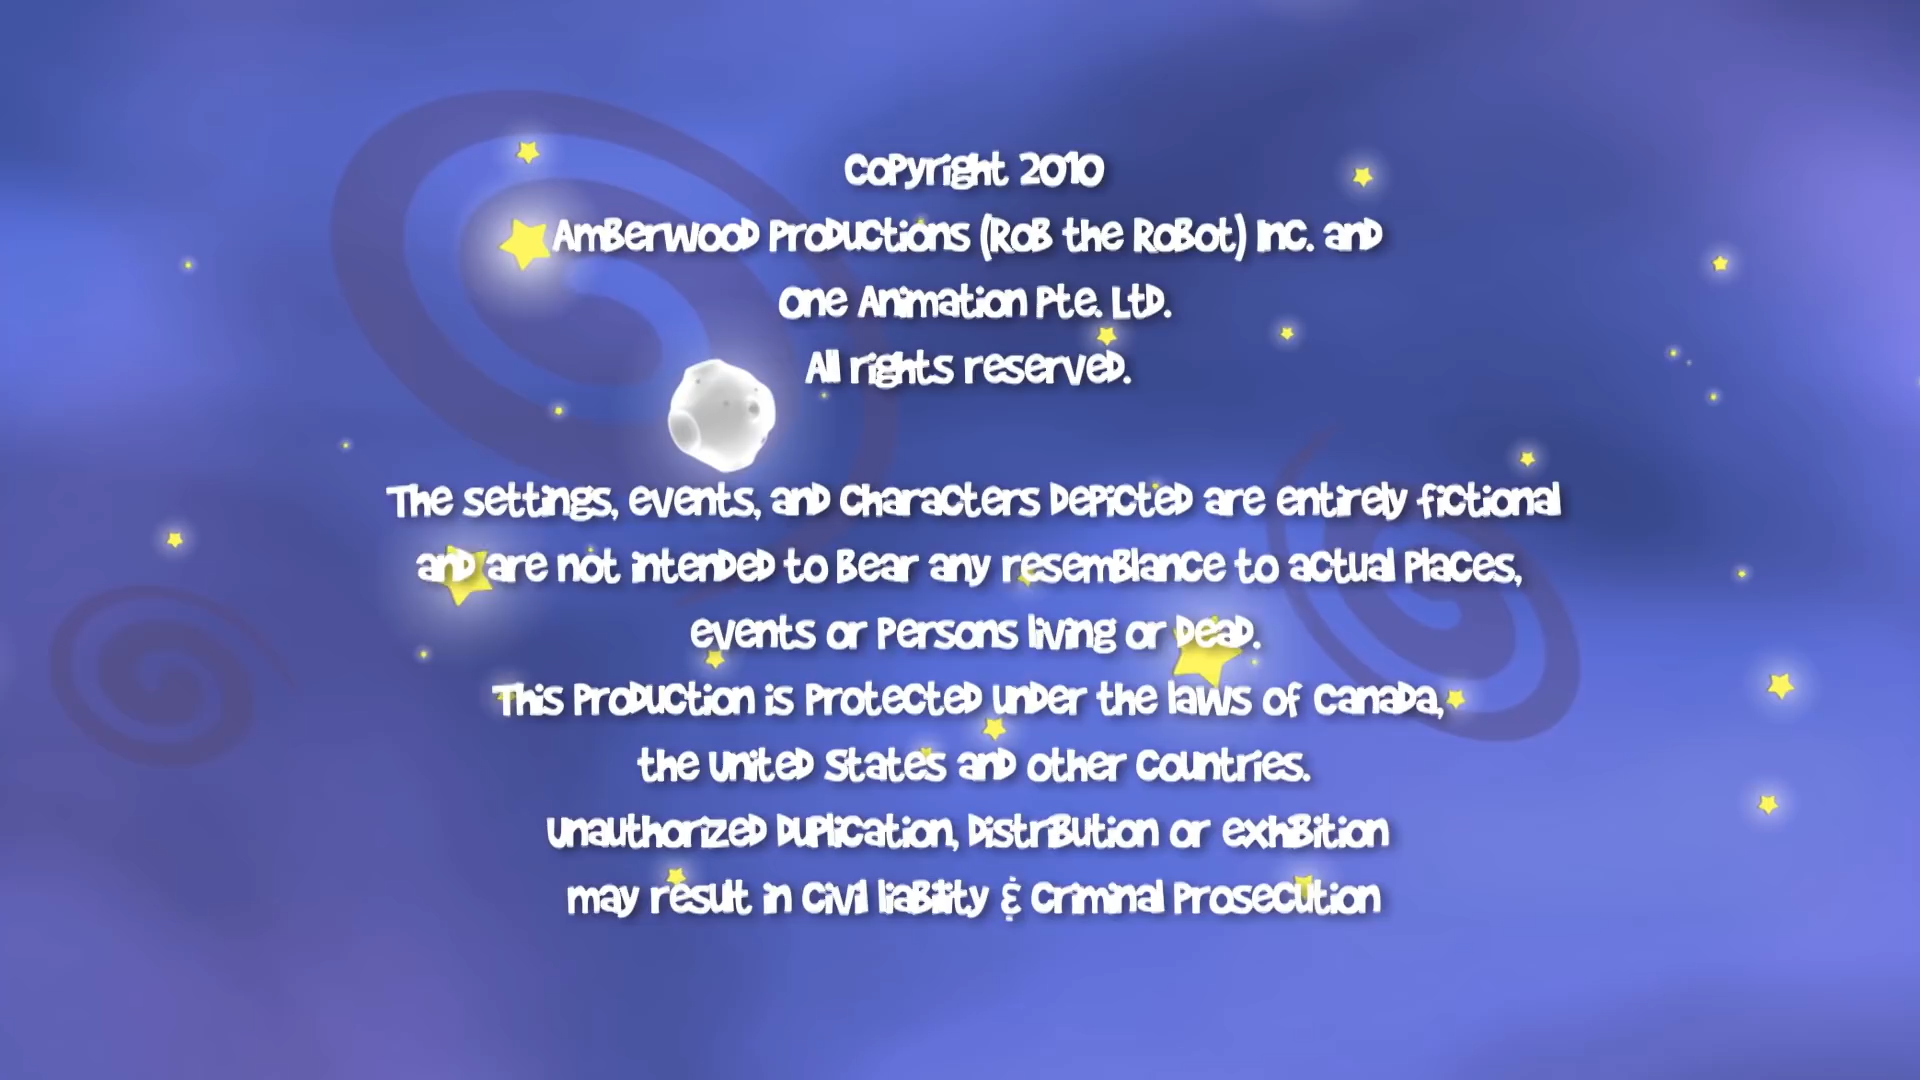 Copyright 2010
Amberwood Productions (Rob the Robot) Inc. and
One Animation Pte. Ltd.
All rights reserved.
The settings, events, and characters depicted are entirely fictional
and are not intended to bear any resemblance to actual places,
events or persons living or dead.
This production is protected under the laws of Canada,
the United States and other countries.
Unauthorized duplication, distribution or exhibition
may result in civil liability & criminal prosecution